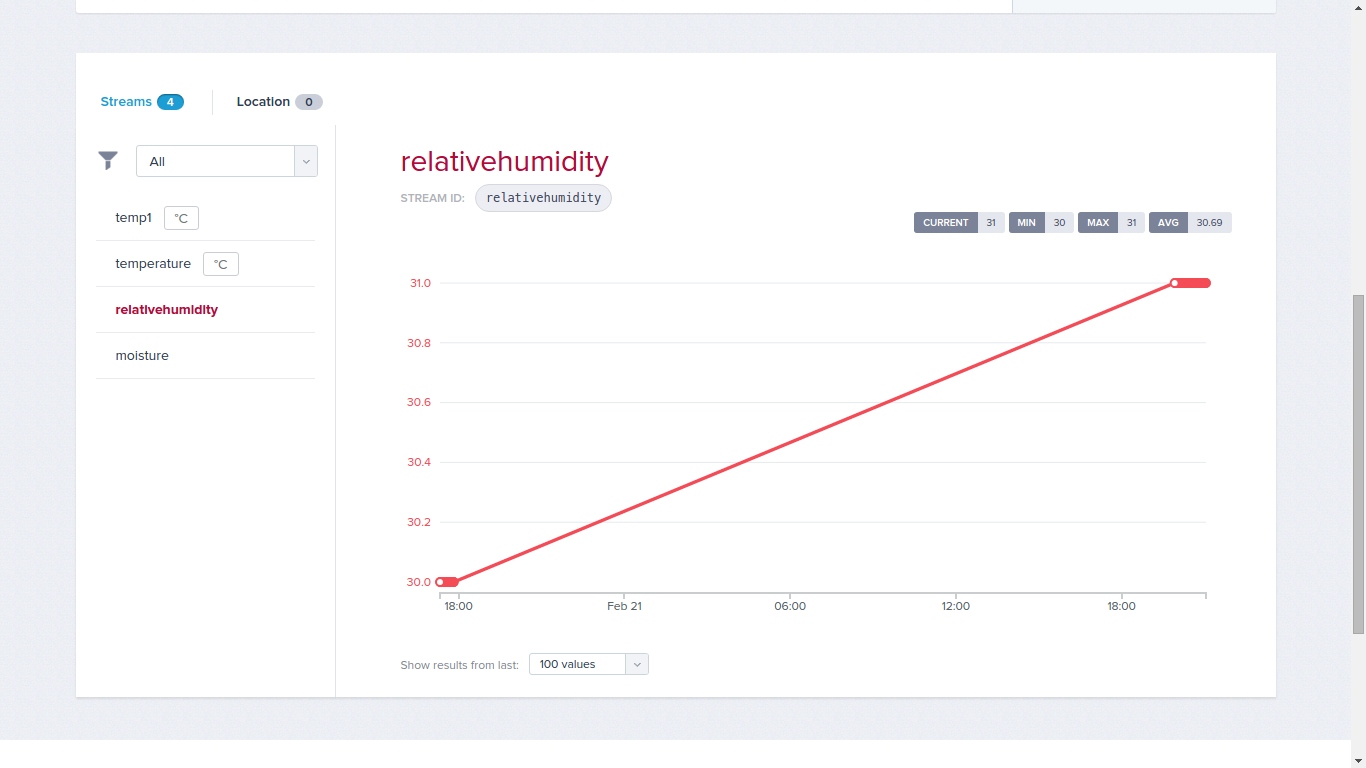 Streams 4 Location 0
All
temp1 °C
temperature °C
relativehumidity
moisture
relativehumidity
STREAM ID: relativehumidity
CURRENT 31 MIN 30 MAX 31 AVG 30.69
31.0
30.8
30.6
30.4
30.2
30.0
18:00 Feb 21 06:00 12:00 18:00
Show results from last: 100 values